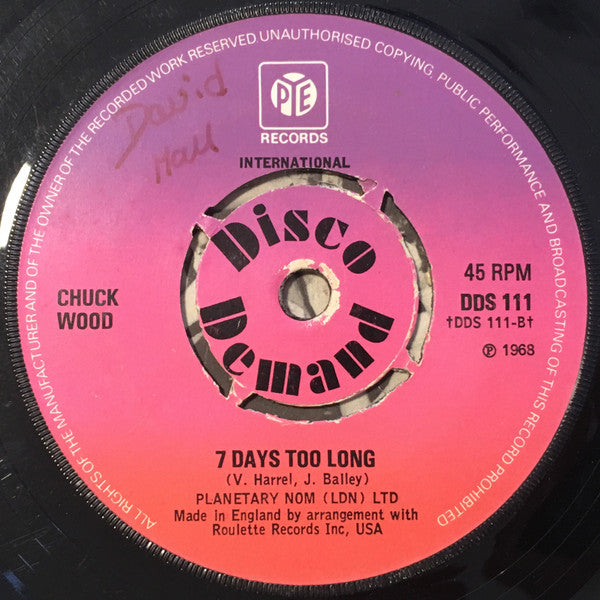 ALL RIGHTS OF THE MANUFACTURER AND OF THE OWNER OF THE RECORDED WORK RESERVED. UNAUTHORISED COPYING, PUBLIC PERFORMANCE AND BROADCASTING OF THIS RECORD PROHIBITED
PYE
RECORDS
David
Hall
INTERNATIONAL
Disco
Demand
CHUCK
WOOD
45 RPM
DDS 111
†DDS 111-B†
℗ 1968
7 DAYS TOO LONG
(V. Harrel, J. Balley)
PLANETARY NOM (LDN) LTD
Made in England by arrangement with
Roulette Records Inc, USA